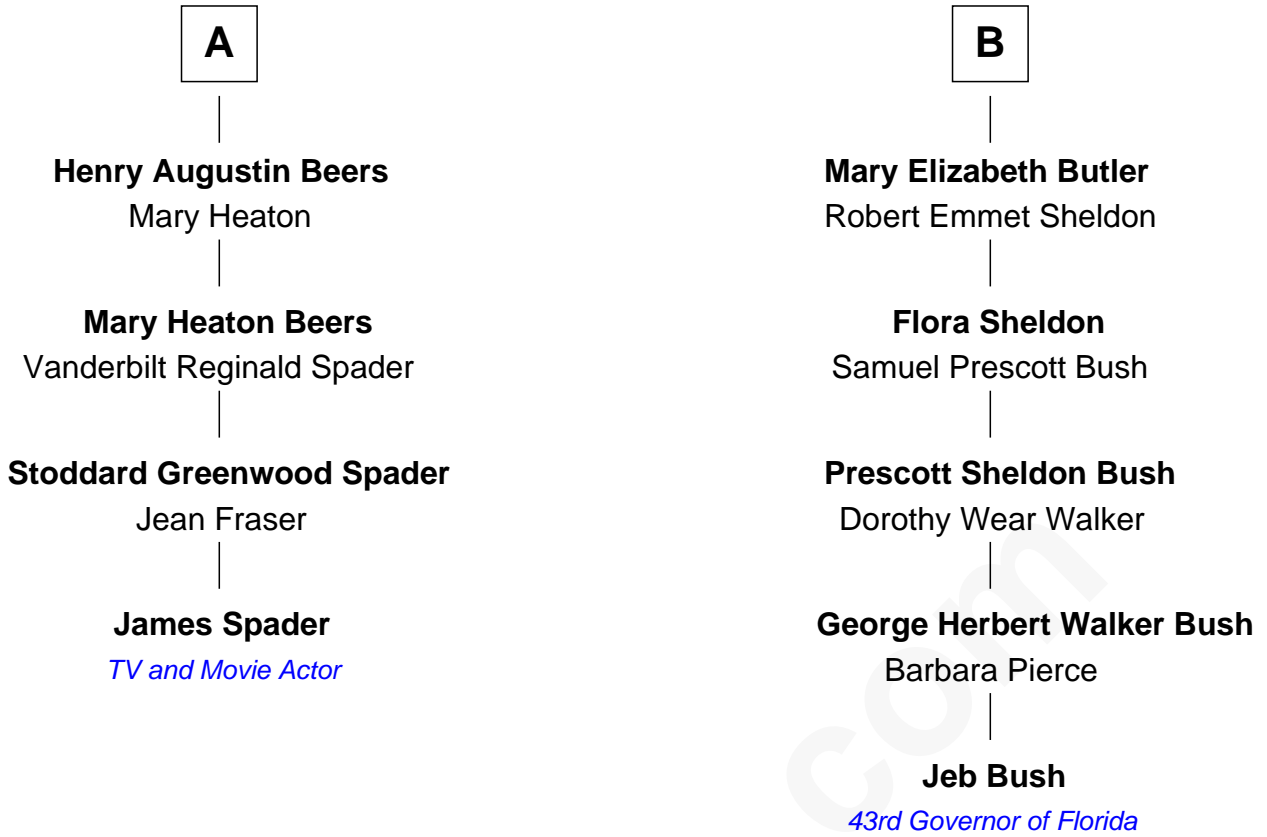 A
Henry Augustin Beers
Mary Heaton
Mary Heaton Beers
Vanderbilt Reginald Spader
Stoddard Greenwood Spader
Jean Fraser
James Spader
TV and Movie Actor
B
Mary Elizabeth Butler
Robert Emmet Sheldon
Flora Sheldon
Samuel Prescott Bush
Prescott Sheldon Bush
Dorothy Wear Walker
George Herbert Walker Bush
Barbara Pierce
Jeb Bush
43rd Governor of Florida
com